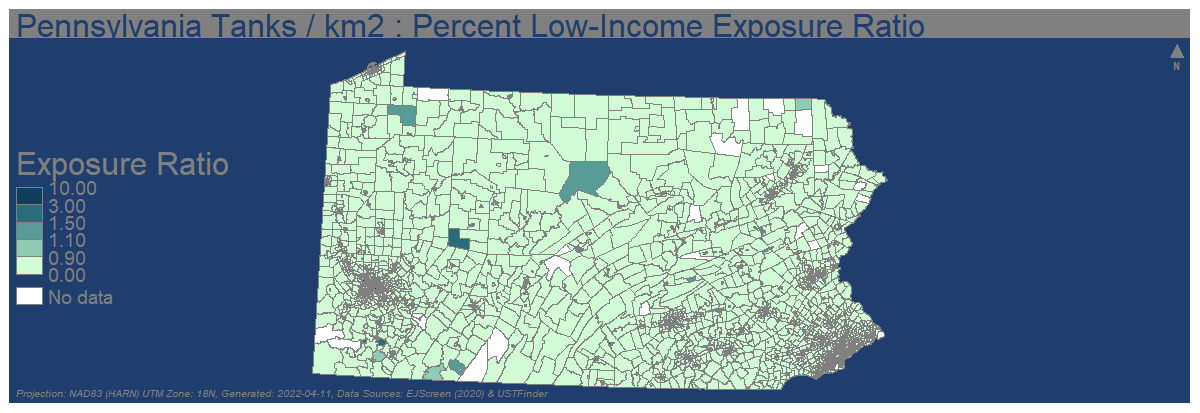 Pennsylvania Tanks / km2 : Percent Low-Income Exposure Ratio
N
Exposure Ratio
10.00
3.00
1.50
1.10
0.90
0.00
No data
Projection: NAD83 (HARN) UTM Zone: 18N, Generated: 2022-04-11, Data Sources: EJScreen (2020) & USTFinder